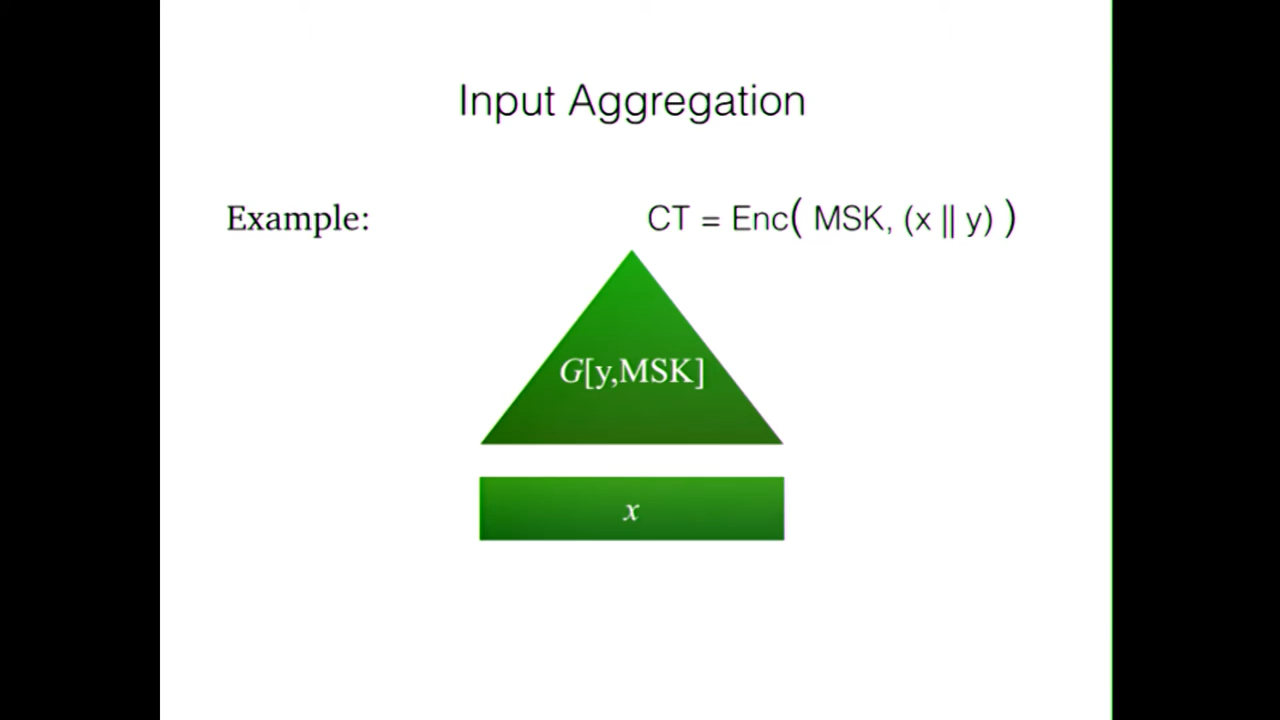 Input Aggregation
Example:
CT = Enc( MSK, (x || y) )
G[y,MSK]
x